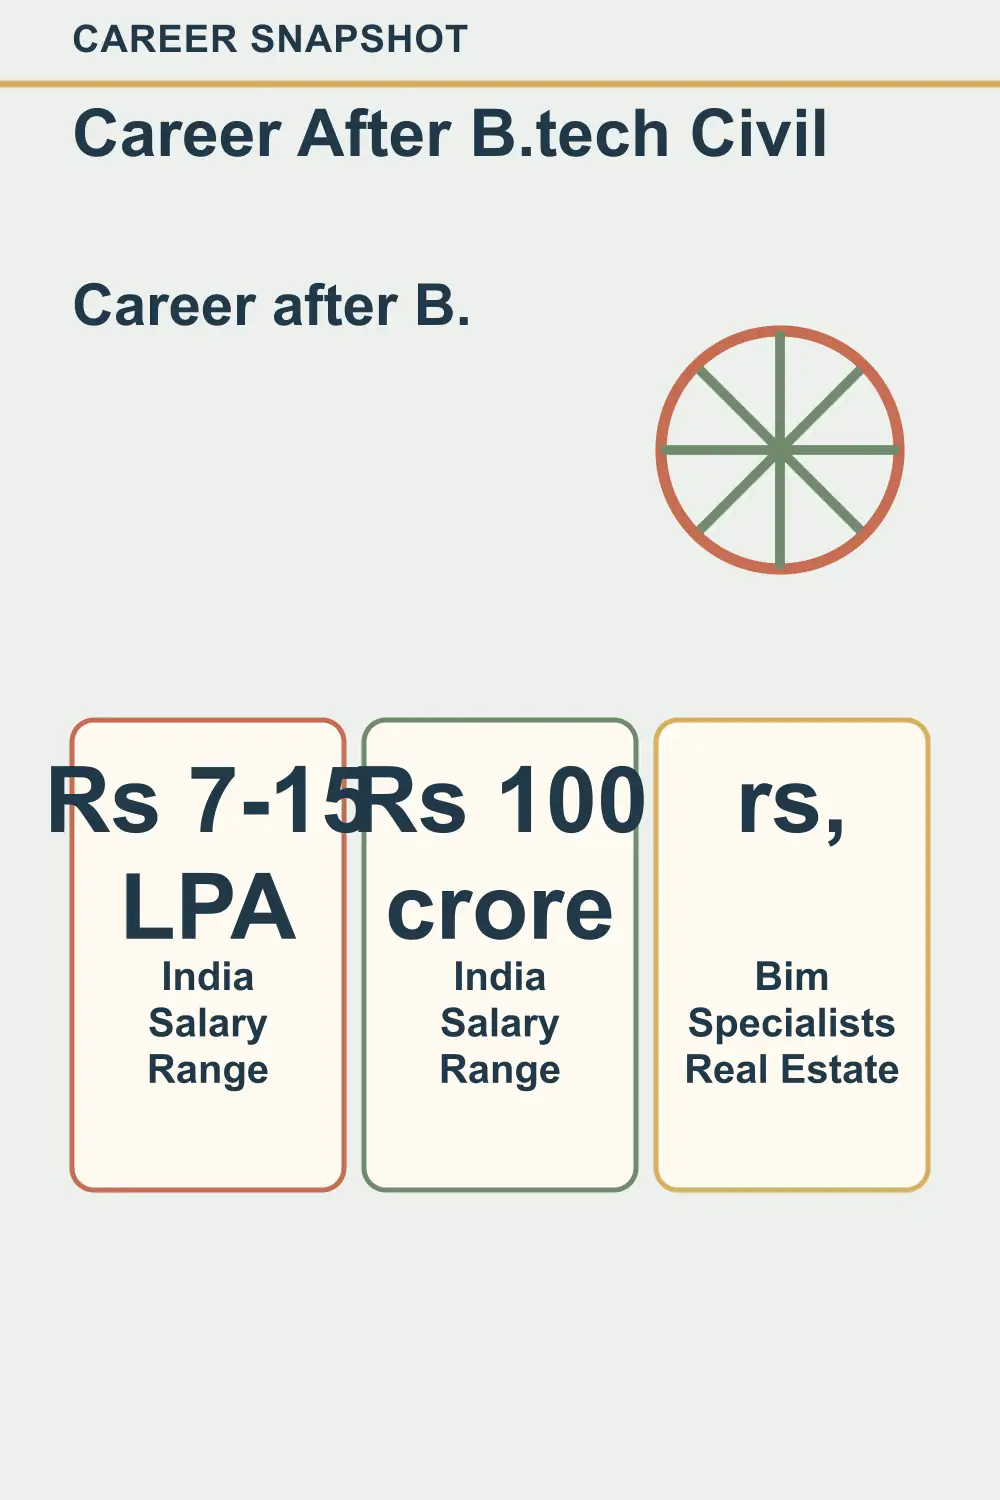 CAREER SNAPSHOT
Career After B.tech Civil
Career after B.
Rs 7-15
LPA
India
Salary
Range
Rs 100
crore
India
Salary
Range
rs,
Bim
Specialists
Real Estate